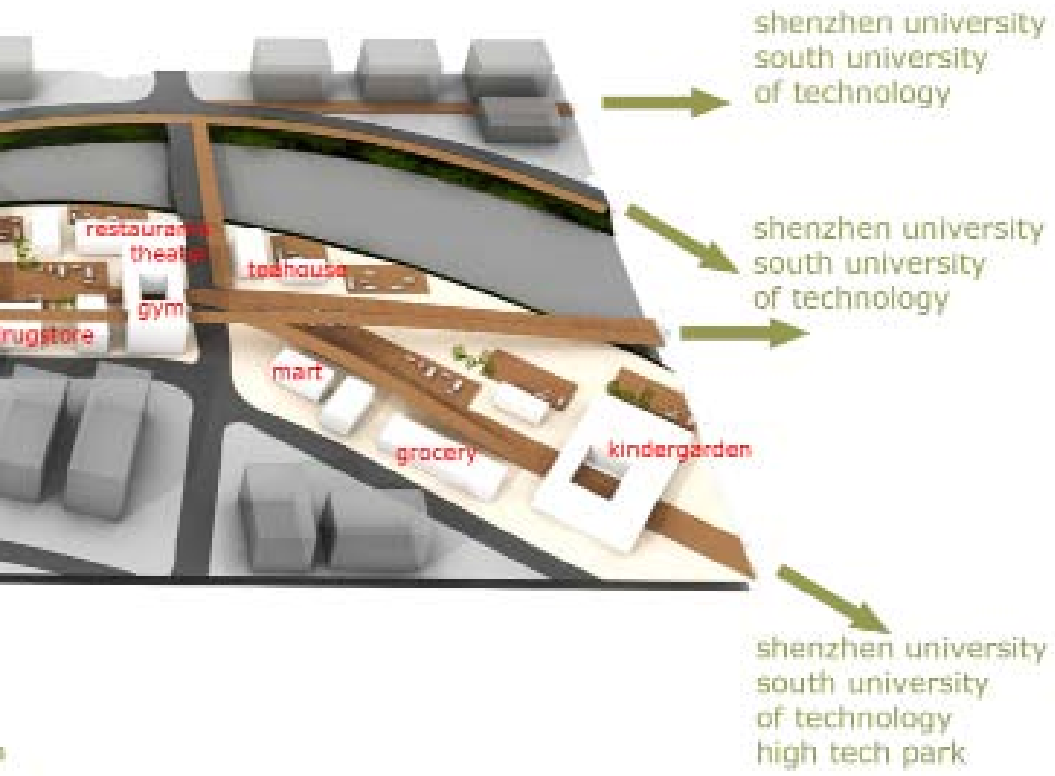 shenzhen university
south university
of technology
restaurant
theater
shenzhen university
south university
of technology
teahouse
gym
rugstore
mart
grocery
kindergarden
shenzhen university
south university
of technology
high tech park